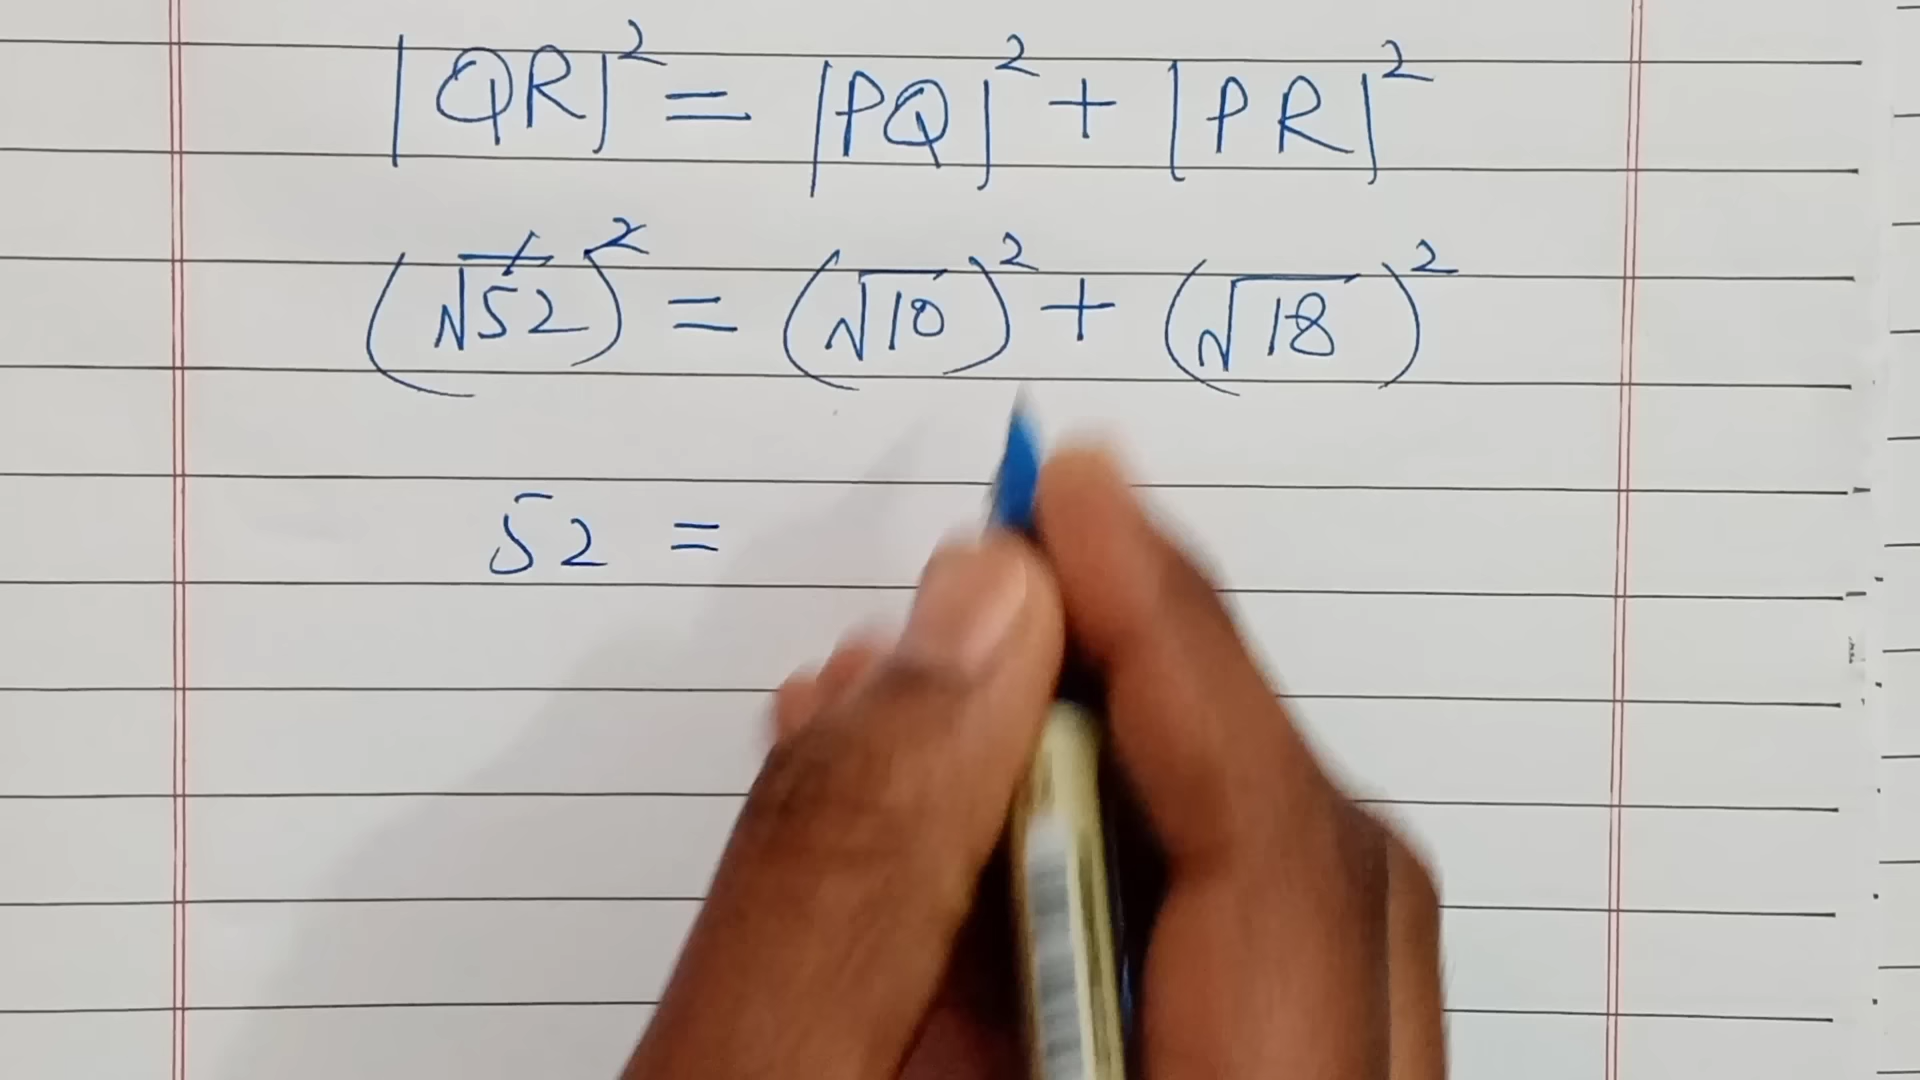 |QR|² = |PQ|² + |PR|²
(√52)² = (√10)² + (√18)²
52 =